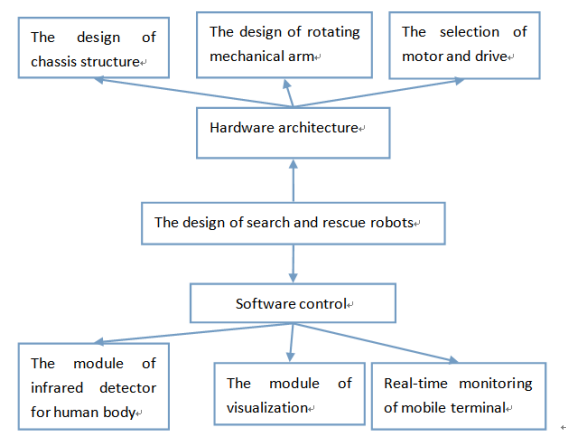 The design of
chassis structure
The design of rotating
mechanical arm
The selection of
motor and drive
Hardware architecture
The design of search and rescue robots
Software control
The module of
infrared detector
for human body
The module of
visualization
Real-time monitoring
of mobile terminal